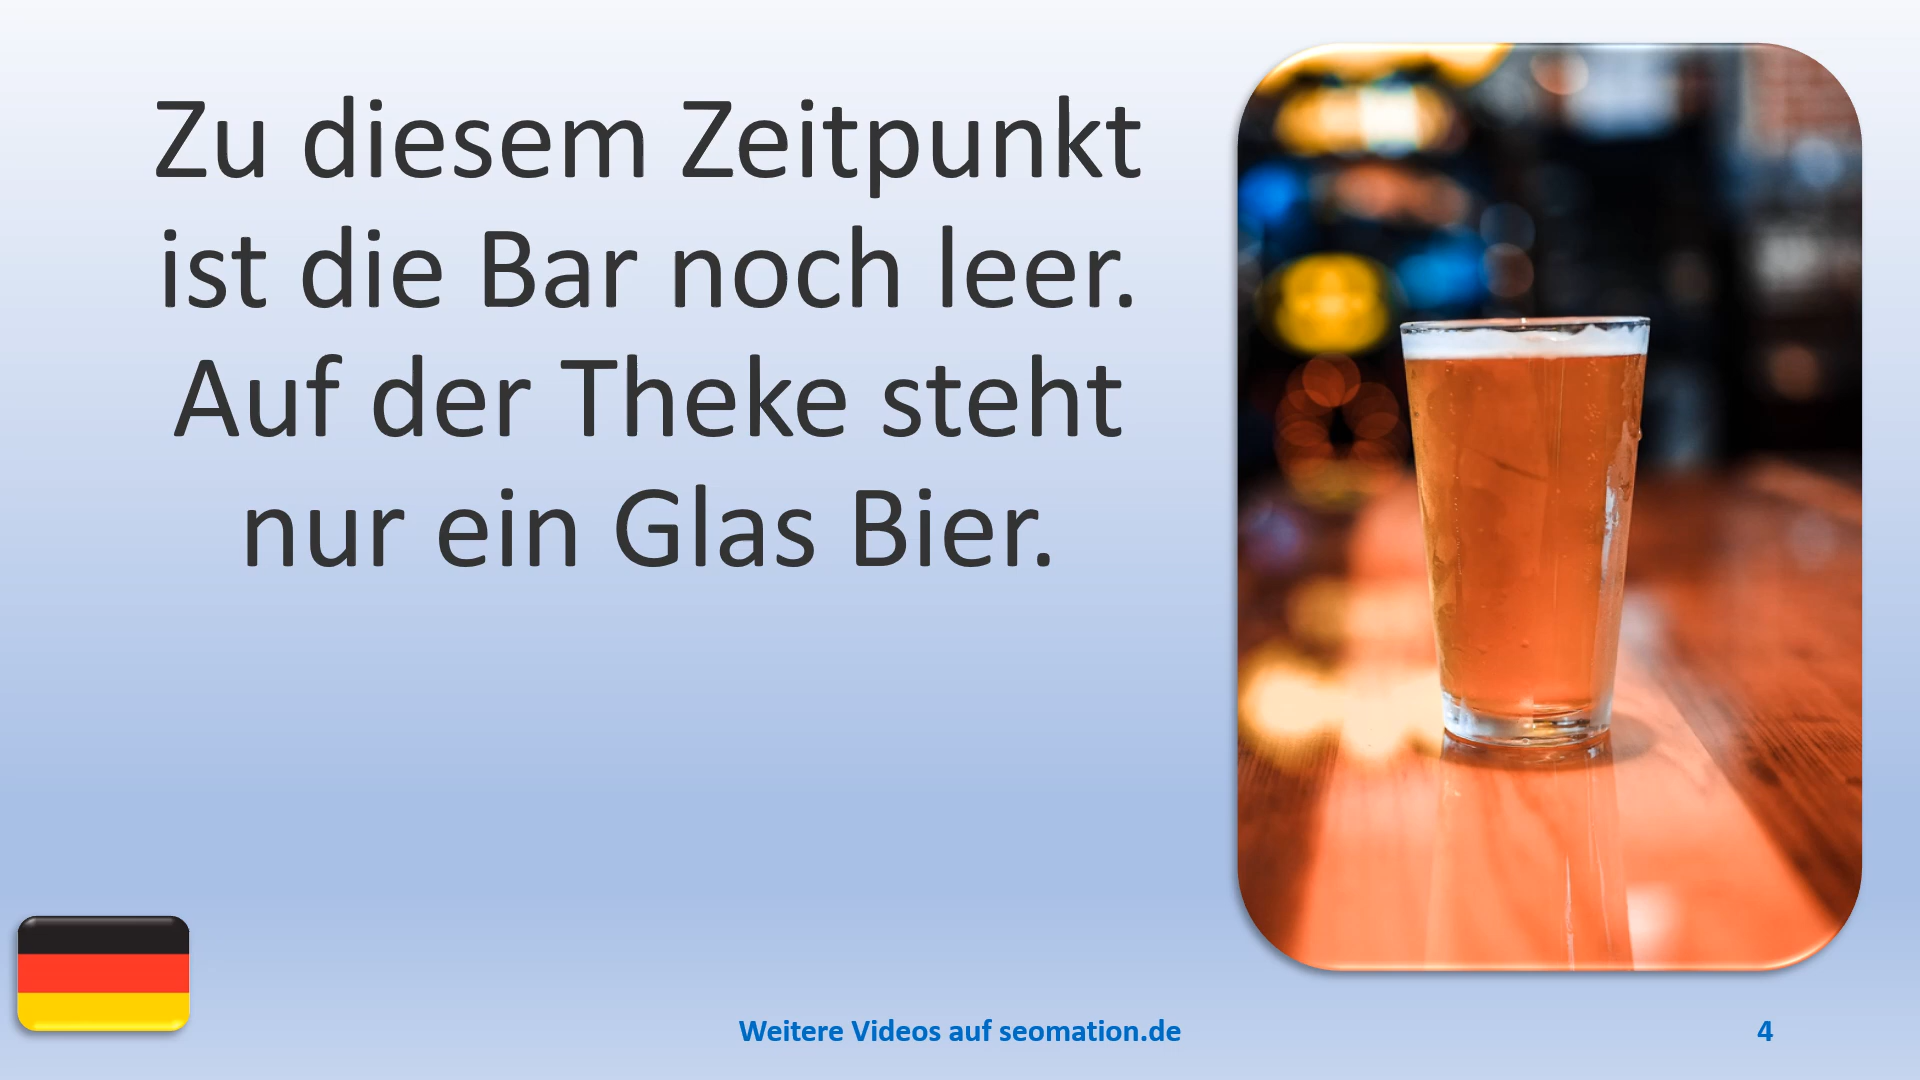 Zu diesem Zeitpunkt
ist die Bar noch leer.
Auf der Theke steht
nur ein Glas Bier.
Weitere Videos auf seomation.de
4